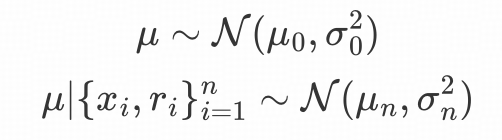 μ ∼ 𝒩(μ₀, σ₀²)
μ|{xᵢ, rᵢ}ᵢ₌₁ⁿ ∼ 𝒩(μₙ, σₙ²)